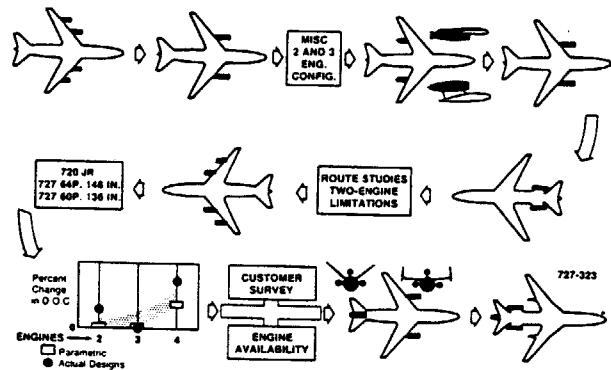 MISC
2 AND 3
ENG.
CONFIG.
720 JR
727 64P. 148 IN.
727 60P. 136 IN.
ROUTE STUDIES
TWO-ENGINE
LIMITATIONS
Percent
Change
in D O C
0
ENGINES 2 3 4
Parametric
Actual Designs
CUSTOMER
SURVEY
ENGINE
AVAILABILITY
727-323